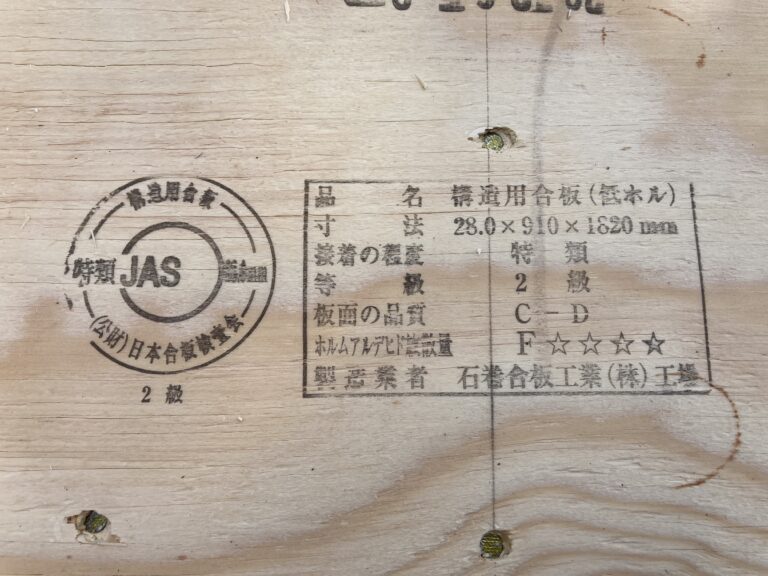 構造用合板
特類 JAS
(公財)日本合板検査会
2 級
品 名 構造用合板(低ホル)
寸 法 28.0×910×1820 mm
接着の程度 特 類
等 級 2 級
板面の品質 C-D
ホルムアルデヒド放散量 F☆☆☆☆
製造業者 石巻合板工業(株)工場